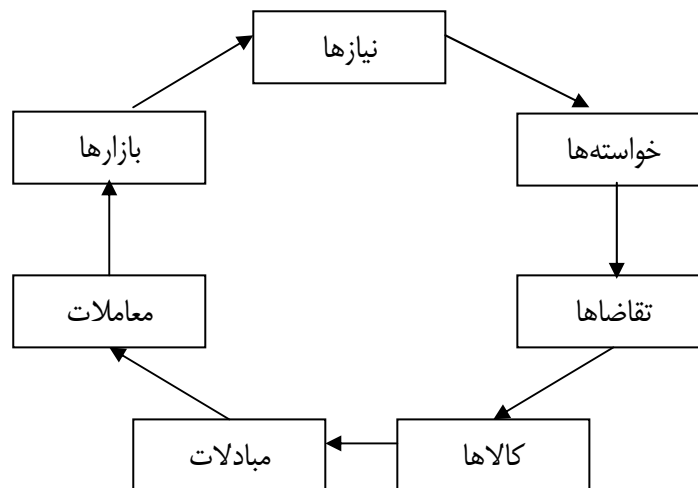 نیازها
خواسته‌ها
تقاضاها
کالاها
مبادلات
معاملات
بازارها